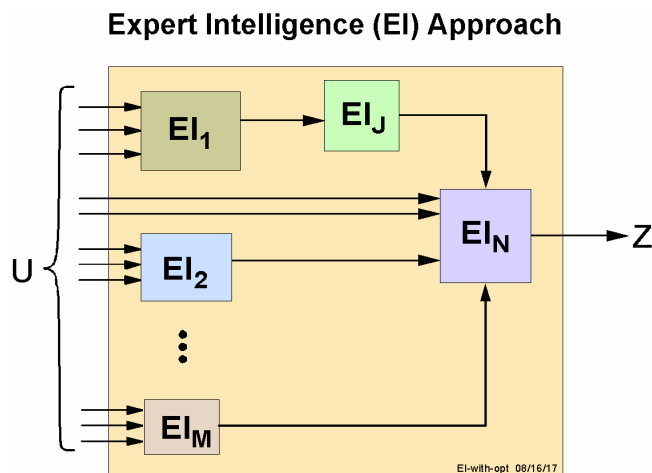 Expert Intelligence (EI) Approach
EI1
EIJ
U
EIN
Z
EI2
EIM
EI-with-opt 08/16/17